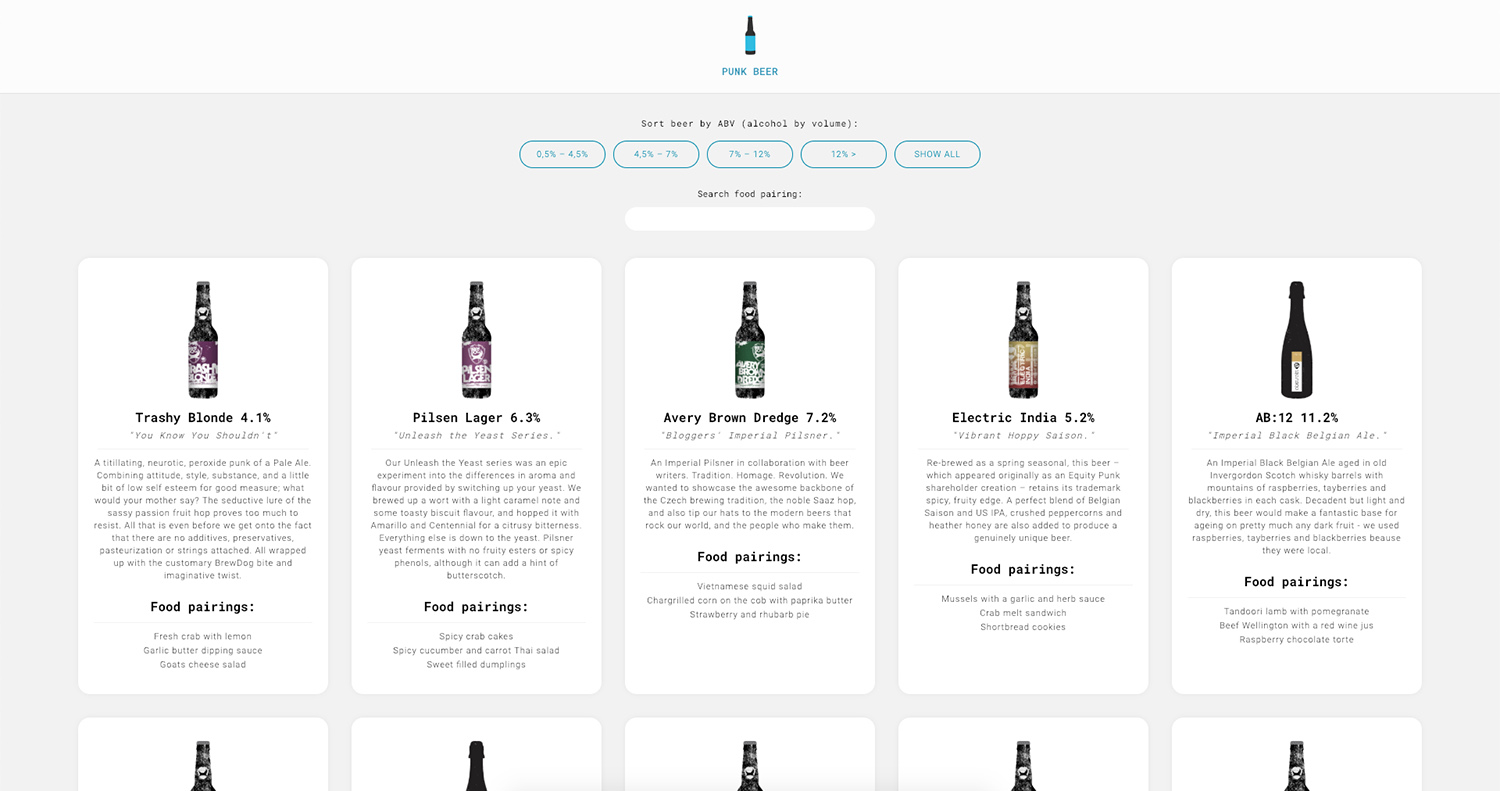 PUNK BEER
Sort beer by ABV (alcohol by volume):
0,5% – 4,5%
4,5% – 7%
7% – 12%
12% >
SHOW ALL
Search food pairing:
TRASHY
BLONDE
Trashy Blonde 4.1%
"You Know You Shouldn't"
A titillating, neurotic, peroxide punk of a Pale Ale.
Combining attitude, style, substance, and a little
bit of low self esteem for good measure; what
would your mother say? The seductive lure of the
sassy passion fruit hop proves too much to
resist. All that is even before we get onto the fact
that there are no additives, preservatives,
pasteurization or strings attached. All wrapped
up with the customary BrewDog bite and
imaginative twist.
Food pairings:
Fresh crab with lemon
Garlic butter dipping sauce
Goats cheese salad
PILSEN
LAGER
Pilsen Lager 6.3%
"Unleash the Yeast Series."
Our Unleash the Yeast series was an epic
experiment into the differences in aroma and
flavour provided by switching up your yeast. We
brewed up a wort with a light caramel note and
some toasty biscuit flavour, and hopped it with
Amarillo and Centennial for a citrusy bitterness.
Everything else is down to the yeast. Pilsner
yeast ferments with no fruity esters or spicy
phenols, although it can add a hint of
butterscotch.
Food pairings:
Spicy crab cakes
Spicy cucumber and carrot Thai salad
Sweet filled dumplings
AVERY
BROWN
DREDGE
Avery Brown Dredge 7.2%
"Bloggers' Imperial Pilsner."
An Imperial Pilsner in collaboration with beer
writers. Tradition. Homage. Revolution. We
wanted to showcase the awesome backbone of
the Czech brewing tradition, the noble Saaz hop,
and also tip our hats to the modern beers that
rock our world, and the people who make them.
Food pairings:
Vietnamese squid salad
Chargrilled corn on the cob with paprika butter
Strawberry and rhubarb pie
ELECTRIC
INDIA
Electric India 5.2%
"Vibrant Hoppy Saison."
Re-brewed as a spring seasonal, this beer –
which appeared originally as an Equity Punk
shareholder creation – retains its trademark
spicy, fruity edge. A perfect blend of Belgian
Saison and US IPA, crushed peppercorns and
heather honey are also added to produce a
genuinely unique beer.
Food pairings:
Mussels with a garlic and herb sauce
Crab melt sandwich
Shortbread cookies
AB:12 11.2%
"Imperial Black Belgian Ale."
An Imperial Black Belgian Ale aged in old
Invergordon Scotch whisky barrels with
mountains of raspberries, tayberries and
blackberries in each cask. Decadent but light and
dry, this beer would make a fantastic base for
ageing on pretty much any dark fruit - we used
raspberries, tayberries and blackberries beause
they were local.
Food pairings:
Tandoori lamb with pomegranate
Beef Wellington with a red wine jus
Raspberry chocolate torte